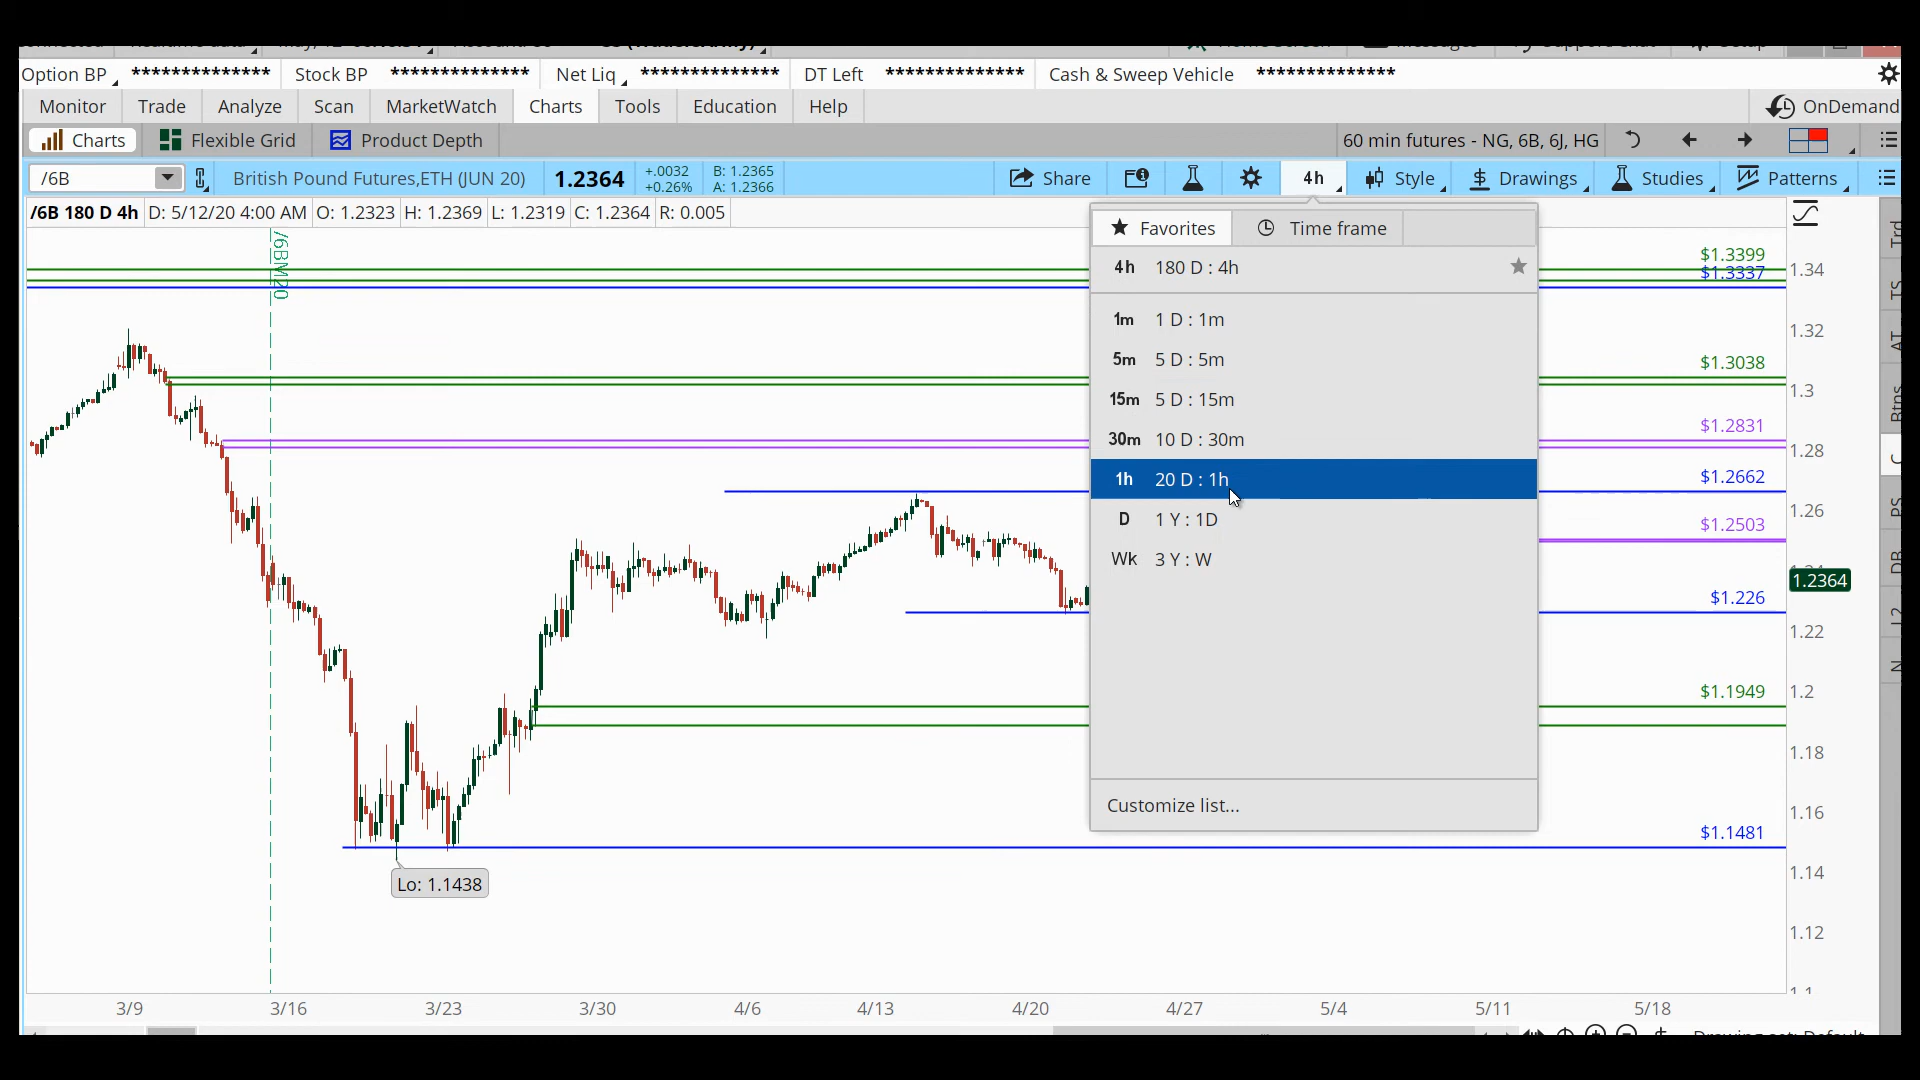 Option BP ************** Stock BP ************** Net Liq ************** DT Left ************** Cash & Sweep Vehicle **************
Monitor Trade Analyze Scan MarketWatch Charts Tools Education Help OnDemand
Charts Flexible Grid Product Depth 60 min futures - NG, 6B, 6J, HG
/6B British Pound Futures,ETH (JUN 20) 1.2364 +.0032 B: 1.2365 Share 4h Style Drawings Studies Patterns
+0.26% A: 1.2366
/6B 180 D 4h D: 5/12/20 4:00 AM O: 1.2323 H: 1.2369 L: 1.2319 C: 1.2364 R: 0.005
/6BM20
Favorites Time frame
4h 180 D : 4h
1m 1 D : 1m
5m 5 D : 5m
15m 5 D : 15m
30m 10 D : 30m
1h 20 D : 1h
D 1 Y : 1D
Wk 3 Y : W
Customize list...
$1.3399
$1.3337
$1.3038
$1.2831
$1.2662
$1.2503
$1.226
$1.1949
$1.1481
1.34
1.32
1.3
1.28
1.26
1.2364
1.22
1.2
1.18
1.16
1.14
1.12
Lo: 1.1438
3/9 3/16 3/23 3/30 4/6 4/13 4/20 4/27 5/4 5/11 5/18
Trd
TS
AT
Btns
C
PS
DB
L2
N